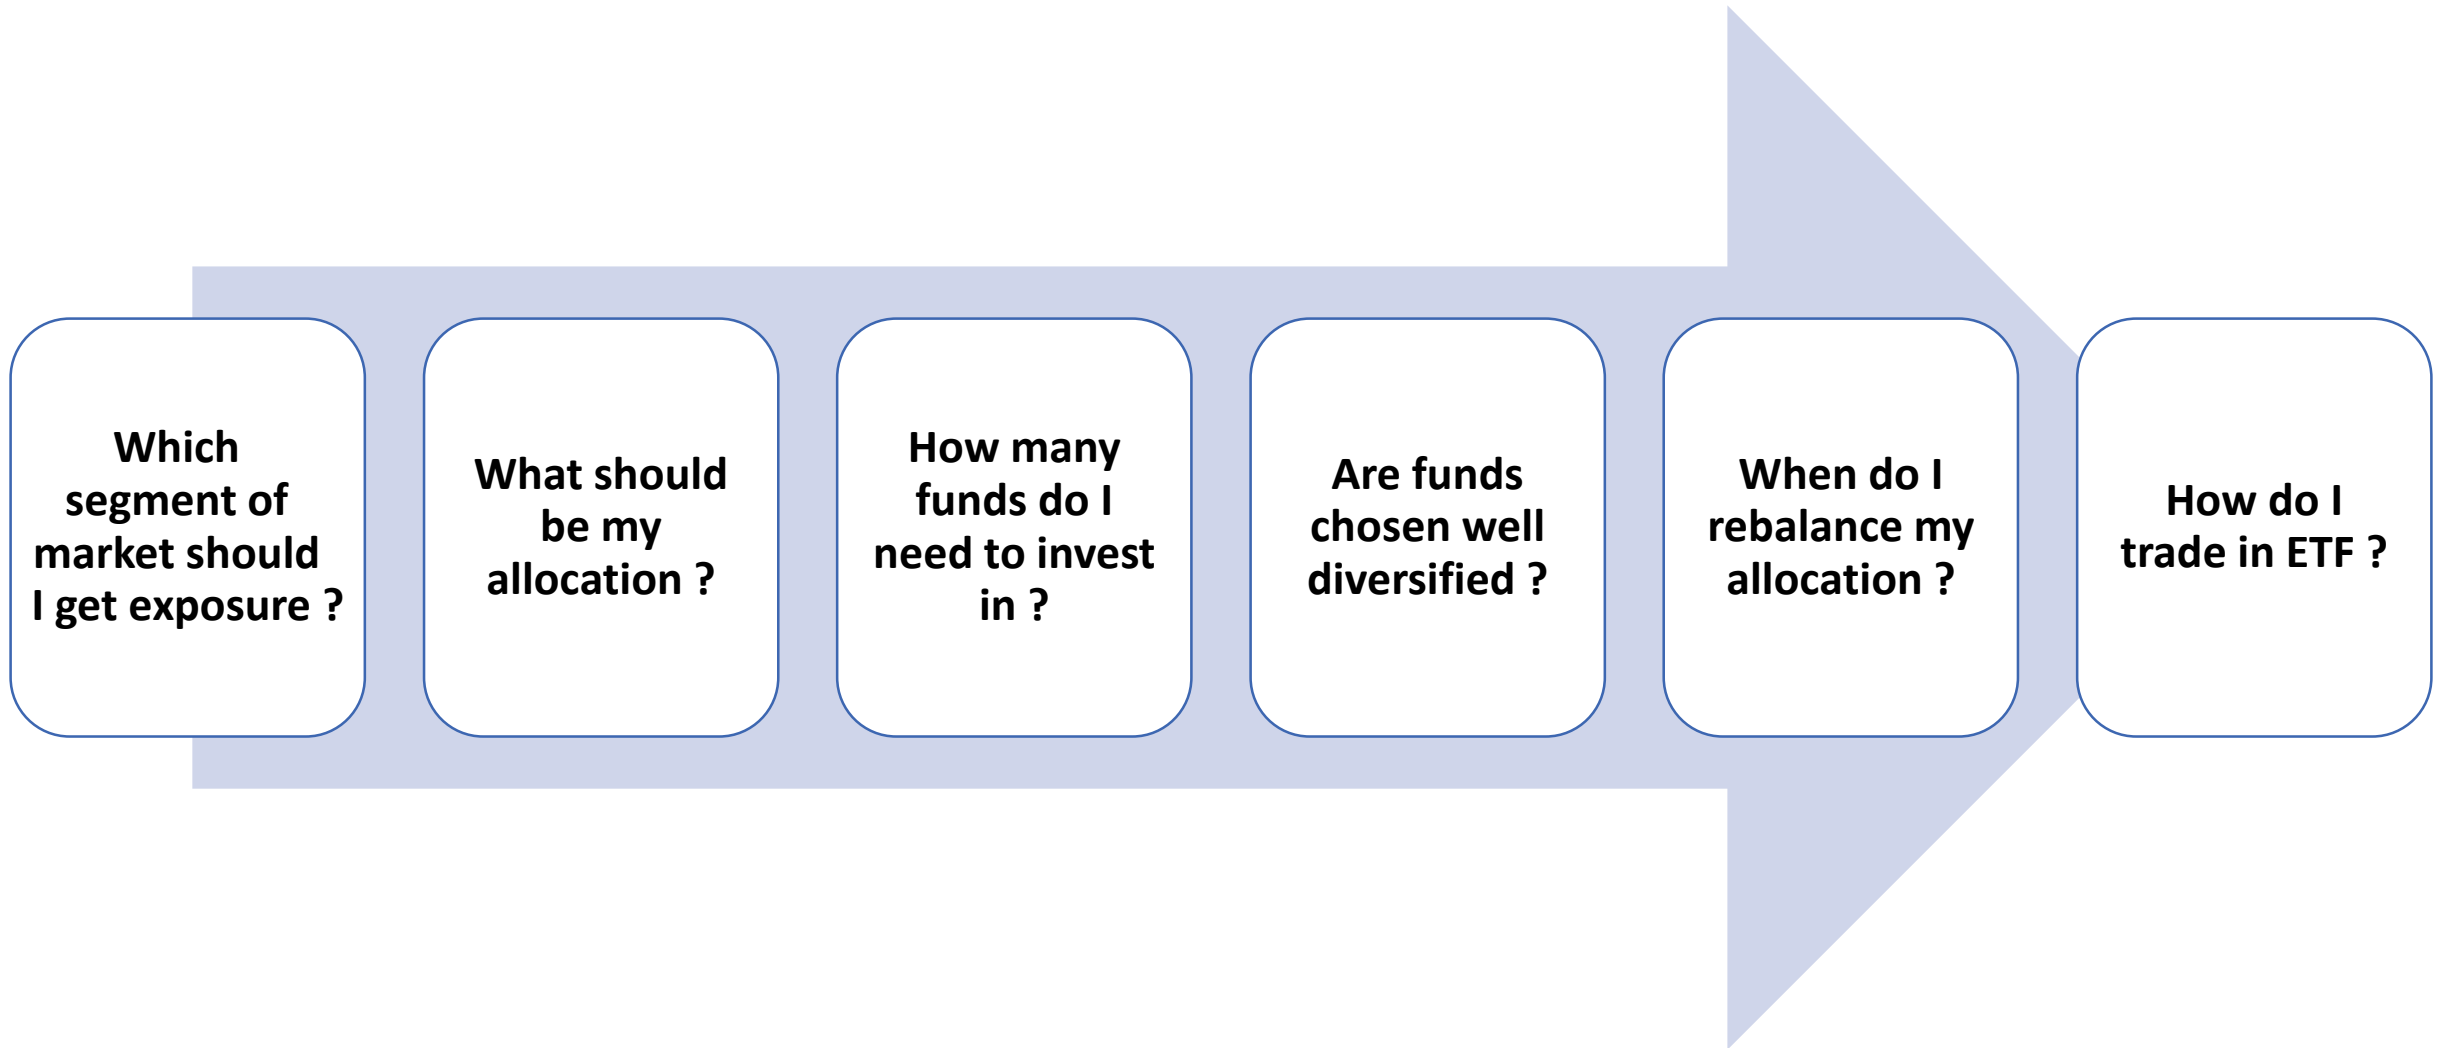 Which
segment of
market should
I get exposure ?
What should
be my
allocation ?
How many
funds do I
need to invest
in ?
Are funds
chosen well
diversified ?
When do I
rebalance my
allocation ?
How do I
trade in ETF ?